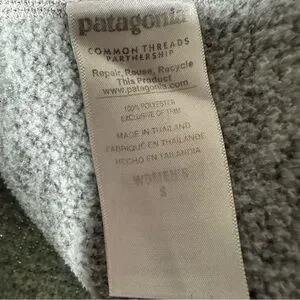 patagonia
COMMON THREADS
PARTNERSHIP
Repair, Reuse, Recycle
This Product
www.patagonia.com
100% POLYESTER
EXCLUSIVE OF TRIM
MADE IN THAILAND
FABRIQUÉ EN THAÏLANDE
HECHO EN TAILANDIA
WOMEN'S
S